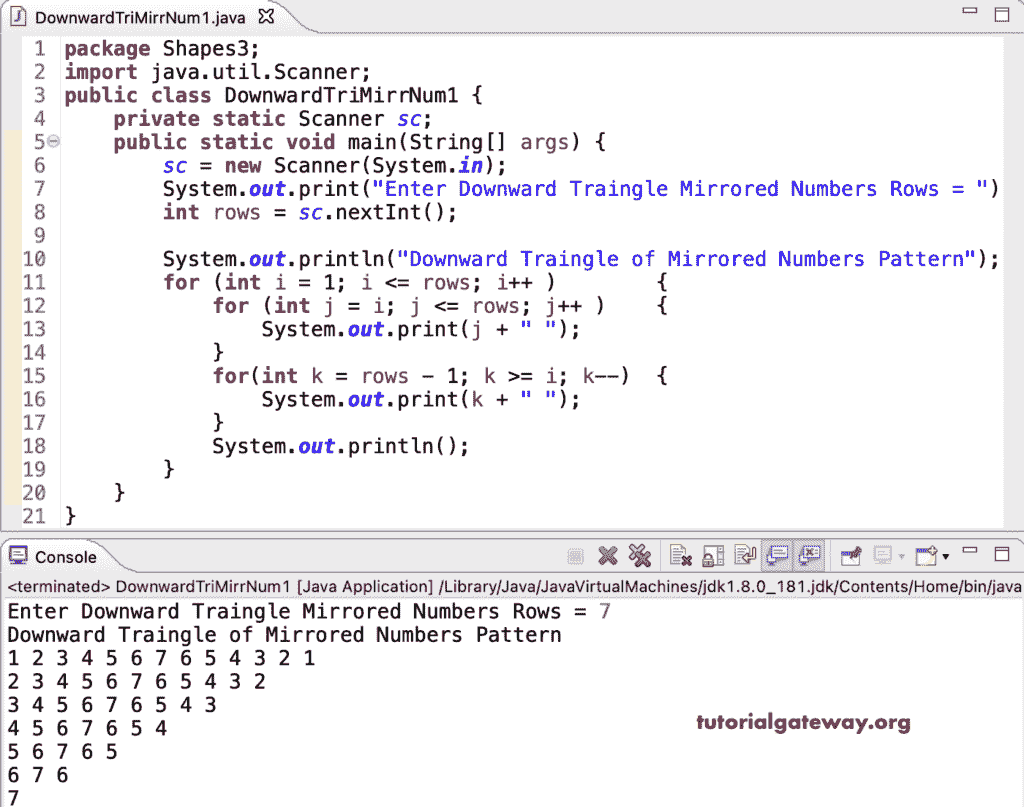 DownwardTriMirrNum1.java
1 package Shapes3;
2 import java.util.Scanner;
3 public class DownwardTriMirrNum1 {
4     private static Scanner sc;
5     public static void main(String[] args) {
6         sc = new Scanner(System.in);
7         System.out.print("Enter Downward Traingle Mirrored Numbers Rows = ")
8         int rows = sc.nextInt();
9
10         System.out.println("Downward Traingle of Mirrored Numbers Pattern");
11         for (int i = 1; i <= rows; i++ )         {
12             for (int j = i; j <= rows; j++ )    {
13                 System.out.print(j + " ");
14             }
15             for(int k = rows - 1; k >= i; k--)  {
16                 System.out.print(k + " ");
17             }
18             System.out.println();
19         }
20     }
21 }
Console
<terminated> DownwardTriMirrNum1 [Java Application] /Library/Java/JavaVirtualMachines/jdk1.8.0_181.jdk/Contents/Home/bin/java
Enter Downward Traingle Mirrored Numbers Rows = 7
Downward Traingle of Mirrored Numbers Pattern
1 2 3 4 5 6 7 6 5 4 3 2 1
2 3 4 5 6 7 6 5 4 3 2
3 4 5 6 7 6 5 4 3
4 5 6 7 6 5 4
5 6 7 6 5
6 7 6
7
tutorialgateway.org